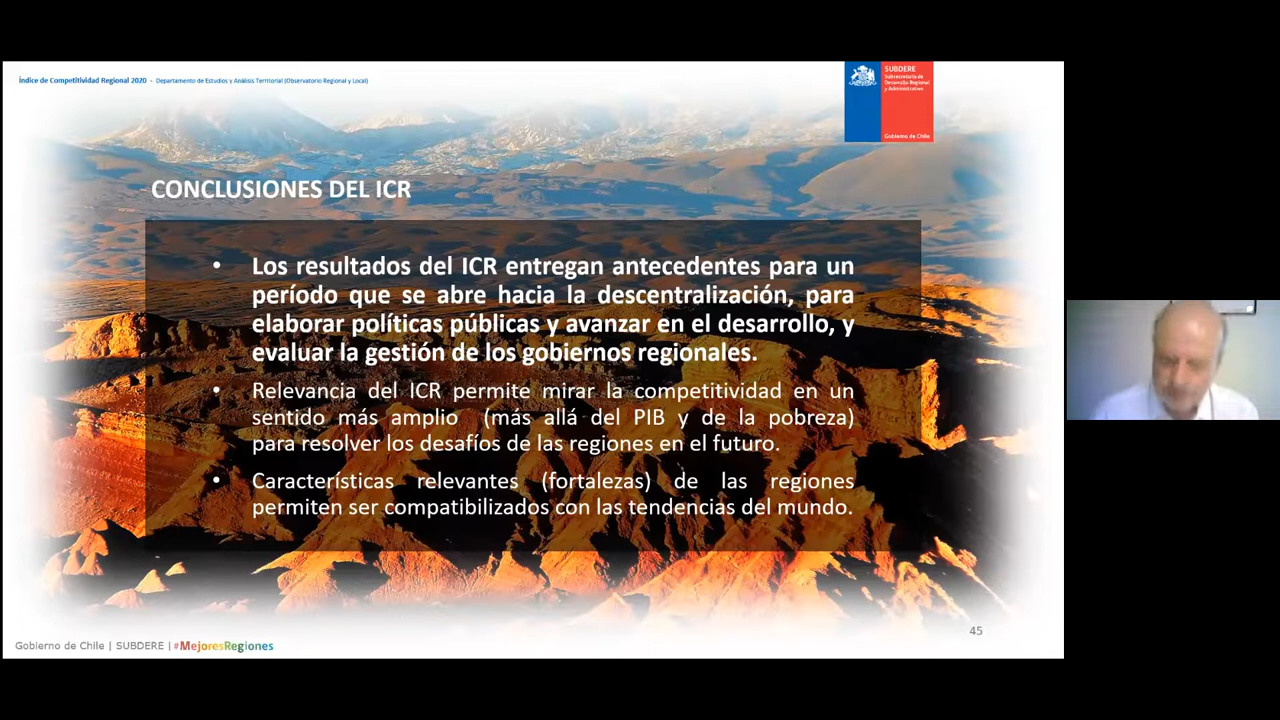 Índice de Competitividad Regional 2020 - Departamento de Estudios y Análisis Territorial (Observatorio Regional y Local)
SUBDERE
Subsecretaría de
Desarrollo Regional
y Administrativo
Gobierno de Chile
CONCLUSIONES DEL ICR
• Los resultados del ICR entregan antecedentes para un
período que se abre hacia la descentralización, para
elaborar políticas públicas y avanzar en el desarrollo, y
evaluar la gestión de los gobiernos regionales.
• Relevancia del ICR permite mirar la competitividad en un
sentido más amplio (más allá del PIB y de la pobreza)
para resolver los desafíos de las regiones en el futuro.
• Características relevantes (fortalezas) de las regiones
permiten ser compatibilizados con las tendencias del mundo.
45
Gobierno de Chile | SUBDERE | #MejoresRegiones